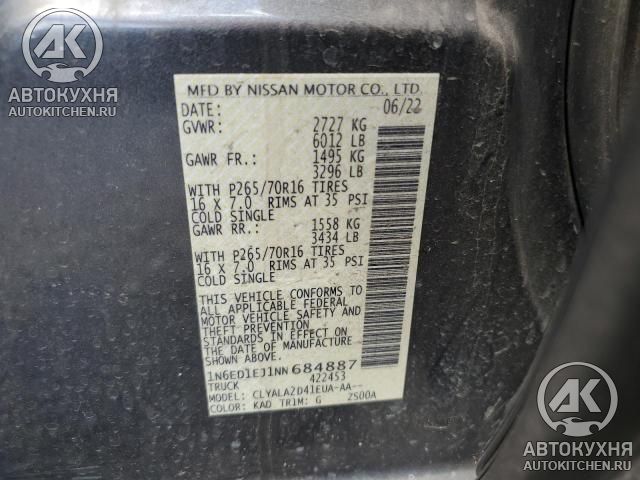 AK
АВТОКУХНЯ
AUTOKITCHEN.RU
MFD BY NISSAN MOTOR CO., LTD.
DATE: 06/22
GVWR: 2727 KG
6012 LB
GAWR FR.: 1495 KG
3296 LB
WITH P265/70R16 TIRES
16 X 7.0 RIMS AT 35 PSI
COLD SINGLE
GAWR RR.: 1558 KG
3434 LB
WITH P265/70R16 TIRES
16 X 7.0 RIMS AT 35 PSI
COLD SINGLE
THIS VEHICLE CONFORMS TO
ALL APPLICABLE FEDERAL
MOTOR VEHICLE SAFETY AND
THEFT PREVENTION
STANDARDS IN EFFECT ON
THE DATE OF MANUFACTURE
SHOWN ABOVE.
1N6ED1EJ1NN684887
TRUCK 422453
MODEL: CLYALA2D41EUA-AA--
COLOR: KAD TRIM: G 2S00A
AK
АВТОКУХНЯ
AUTOKITCHEN.RU